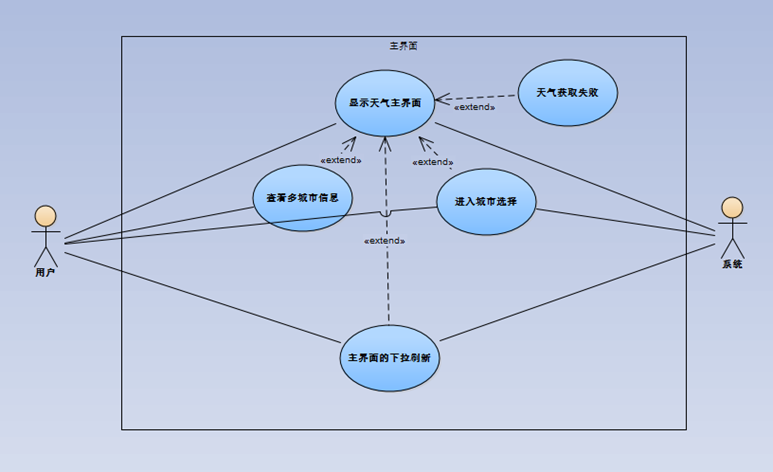 主界面
显示天气主界面
天气获取失败
«extend»
«extend»
«extend»
查看多城市信息
进入城市选择
«extend»
用户
系统
主界面的下拉刷新